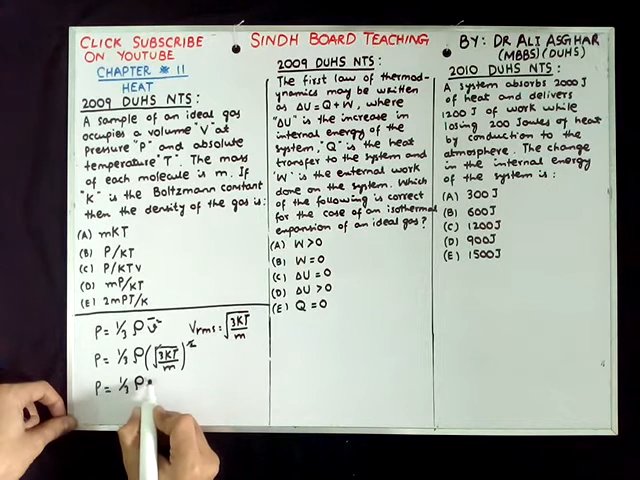 CLICK SUBSCRIBE
ON YOUTUBE
CHAPTER # 11
HEAT
2009 DUHS NTS:
A sample of an ideal gas
occupies a volume "V" at
pressure "P" and absolute
temperature "T". The mass
of each molecule is m. If
"K" is the Boltzmann constant
then the density of the gas is:
(A) mKT
(B) P/KT
(C) P/KTV
(D) mP/KT
(E) 2mPT/K
P = 1/3 ρ v̄²
Vrms = √3KT/m
P = 1/3 ρ (√3KT/m)²
P = 1/3 ρ
SINDH BOARD TEACHING
2009 DUHS NTS:
The first law of thermod-
ynamics may be written
as ΔU = Q + W, where
"ΔU" is the increase in
internal energy of the
system, "Q" is the heat
transfer to the system and
"W" is the external work
done on the system. Which
of the following is correct
for the case of an isothermal
expansion of an ideal gas?
(A) W > 0
(B) W = 0
(C) ΔU = 0
(D) ΔU > 0
(E) Q = 0
BY: DR ALI ASGHAR
(MBBS) (DUHS)
2010 DUHS NTS:
A system absorbs 2000J
of heat and delivers
1200 J of work while
losing 200 Joules of heat
by conduction to the
atmosphere. The change
in the internal energy
of the system is:
(A) 300 J
(B) 600 J
(C) 1200 J
(D) 900 J
(E) 1500 J